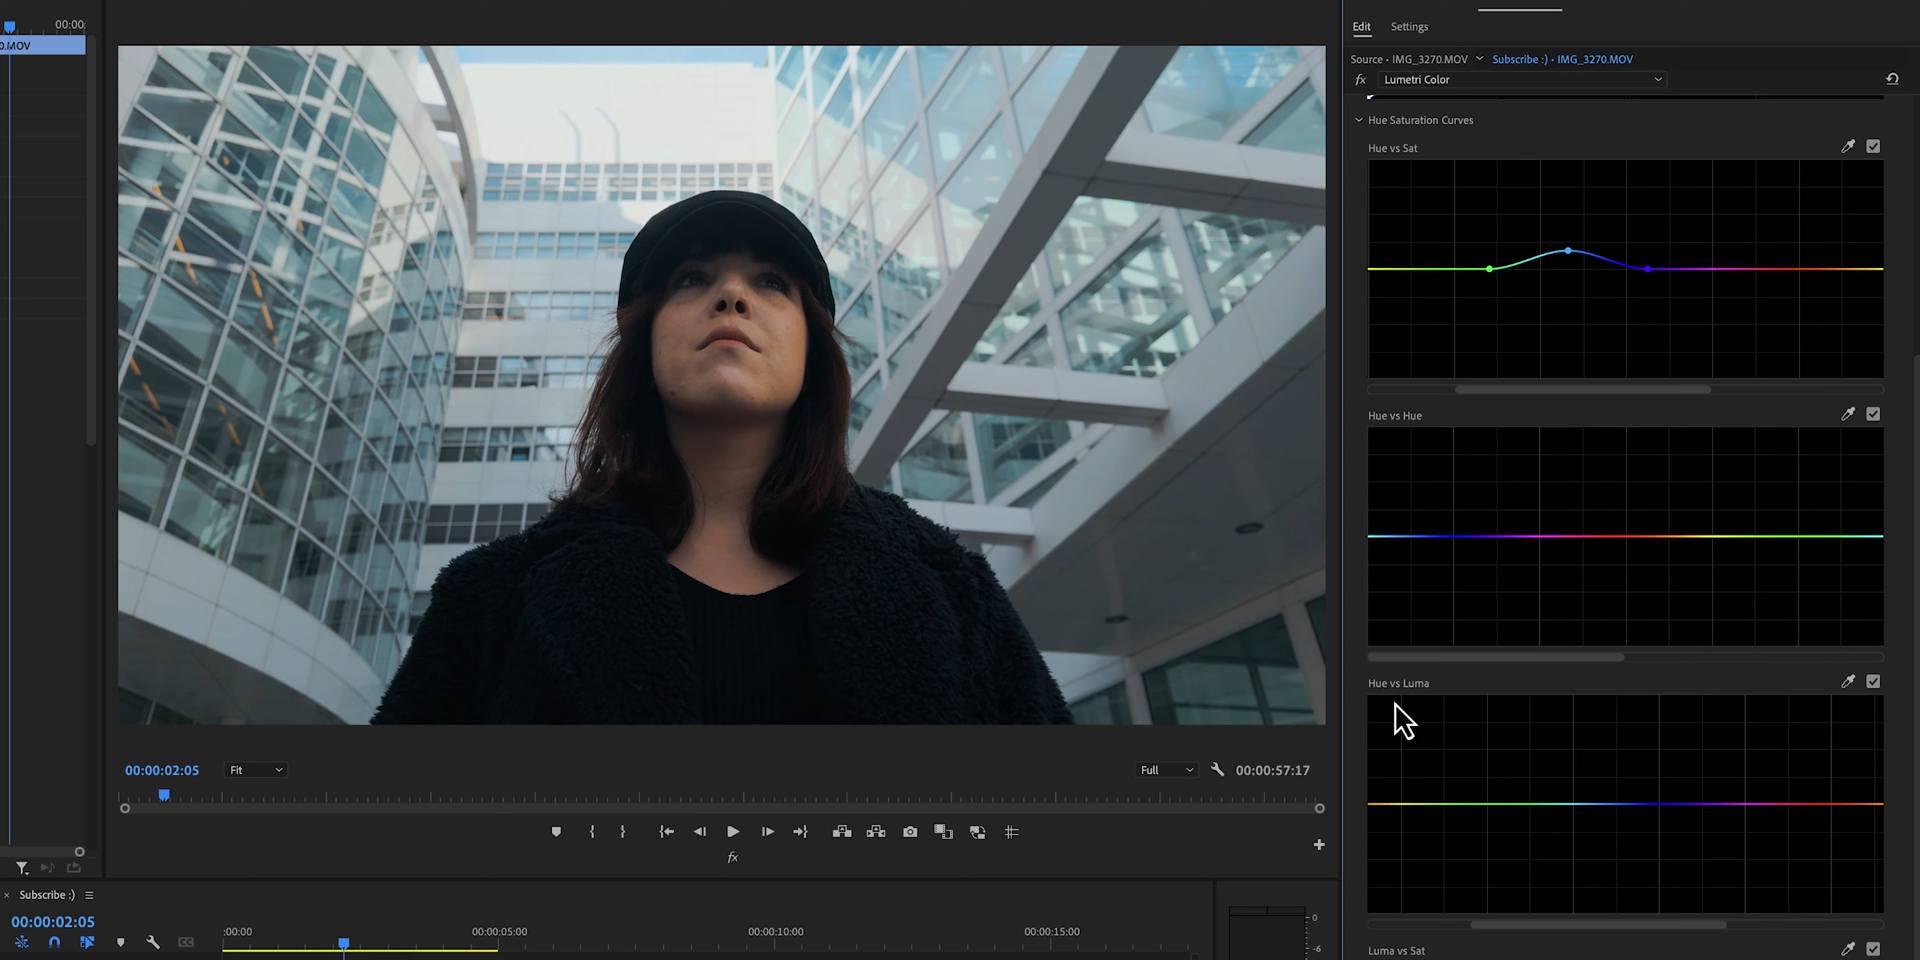 00:00:
0.MOV
Edit Settings
Source • IMG_3270.MOV Subscribe :) • IMG_3270.MOV
fx Lumetri Color
Hue Saturation Curves
Hue vs Sat
Hue vs Hue
Hue vs Luma
Luma vs Sat
00:00:02:05 Fit Full 00:00:57:17
fx
× Subscribe :)
00:00:02:05
:00:00 00:00:05:00 00:00:10:00 00:00:15:00
CC
0
-6